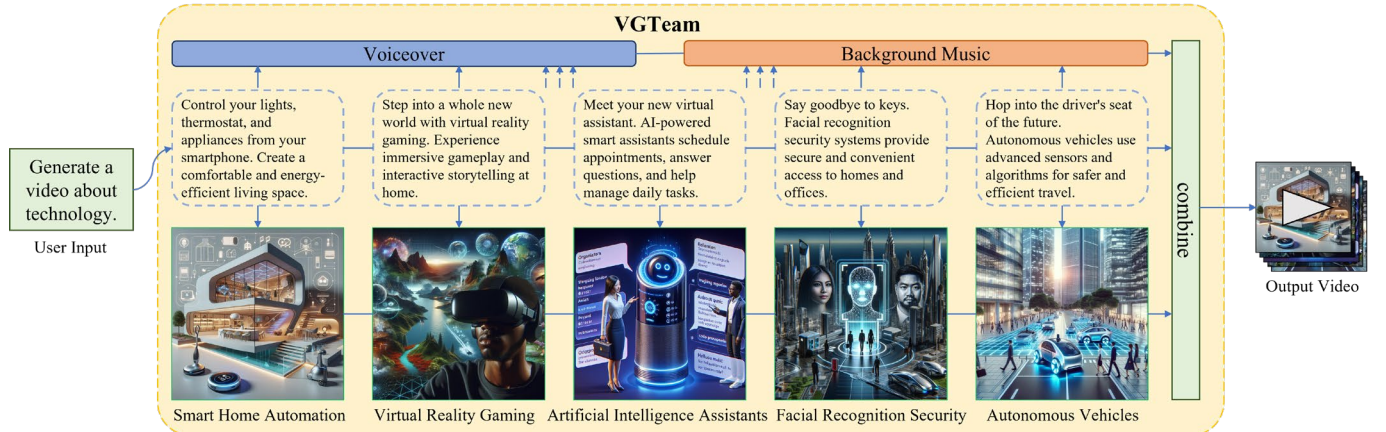 VGTeam
Voiceover
Background Music
Generate a
video about
technology.
User Input
Control your lights,
thermostat, and
appliances from your
smartphone. Create a
comfortable and energy-
efficient living space.
Step into a whole new
world with virtual reality
gaming. Experience
immersive gameplay and
interactive storytelling at
home.
Meet your new virtual
assistant. AI-powered
smart assistants schedule
appointments, answer
questions, and help
manage daily tasks.
Say goodbye to keys.
Facial recognition
security systems provide
secure and convenient
access to homes and
offices.
Hop into the driver's seat
of the future.
Autonomous vehicles use
advanced sensors and
algorithms for safer and
efficient travel.
combine
Output Video
Smart Home Automation
Virtual Reality Gaming
Artificial Intelligence Assistants
Facial Recognition Security
Autonomous Vehicles